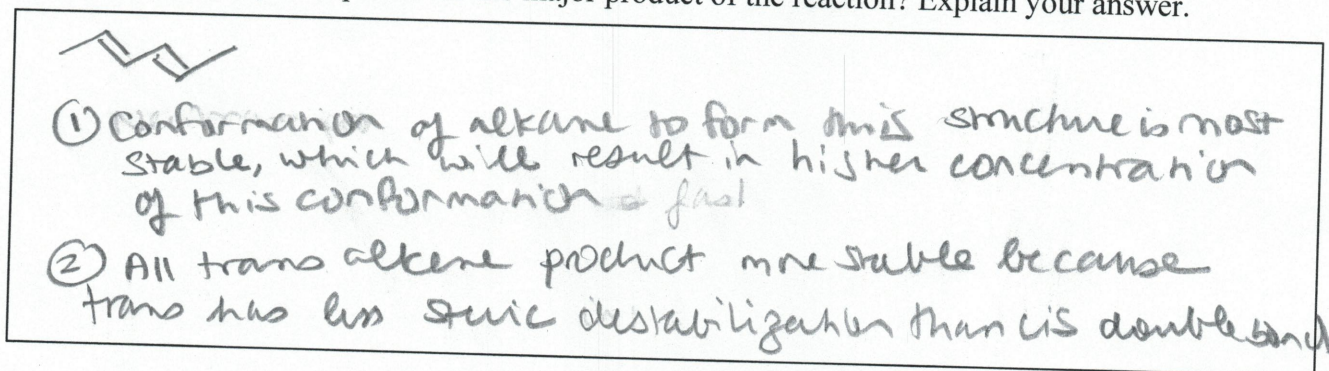 major product of the reaction? Explain your answer.
① Conformation of alkane to form this structure is most
stable, which will result in higher concentration
of this conformation fast
② All trans alkene product more stable because
trans has less steric destabilization than cis double bond